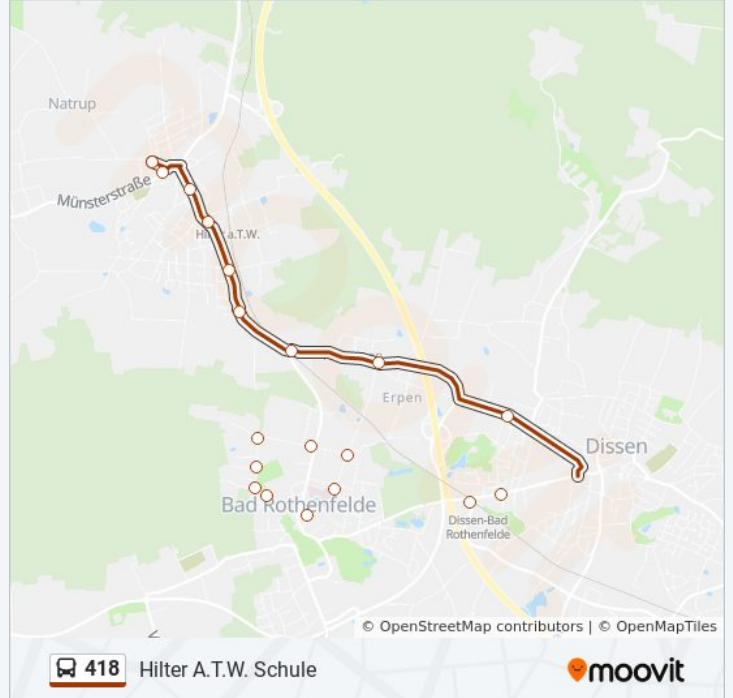 Natrup
Münsterstraße
Hilter a.T.W.
Erpen
Dissen
Bad Rothenfelde
Dissen-Bad
Rothenfelde
© OpenStreetMap contributors | © OpenMapTiles
418 Hilter A.T.W. Schule
moovit